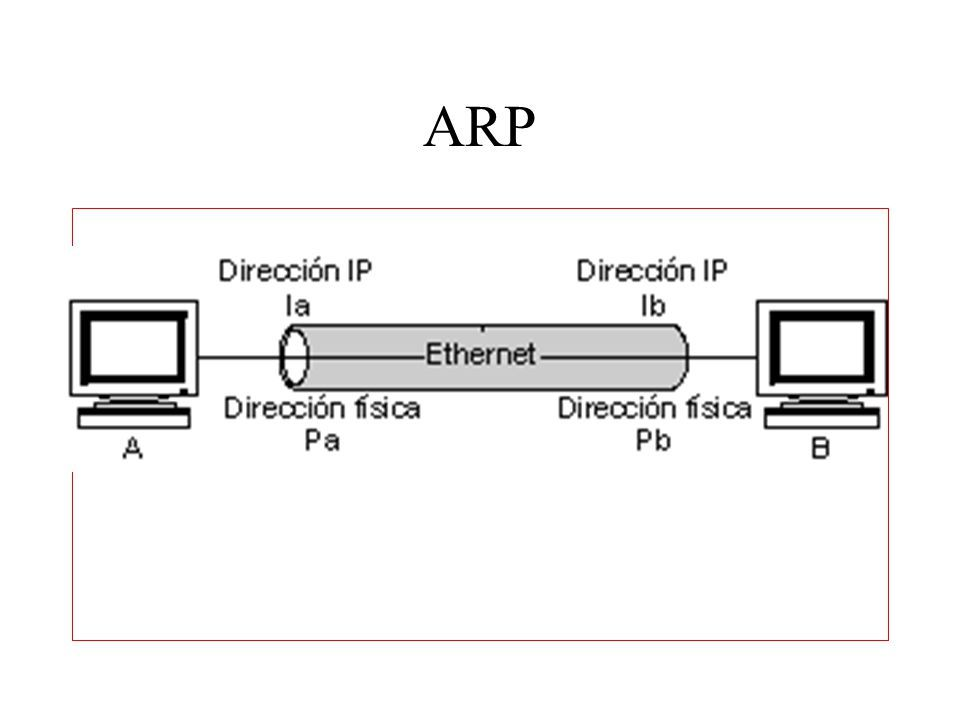 ARP
Dirección IP
Ia
Dirección IP
Ib
Ethernet
Dirección física
Pa
Dirección física
Pb
A
B